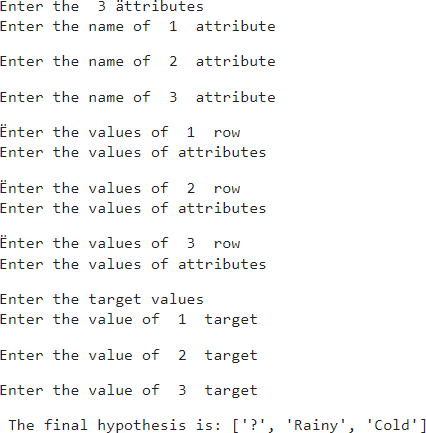 Enter the  3 ättributes
Enter the name of  1  attribute
Enter the name of  2  attribute
Enter the name of  3  attribute
Ënter the values of  1  row
Enter the values of attributes
Ënter the values of  2  row
Enter the values of attributes
Ënter the values of  3  row
Enter the values of attributes
Enter the target values
Enter the value of  1  target
Enter the value of  2  target
Enter the value of  3  target
The final hypothesis is: ['?', 'Rainy', 'Cold']